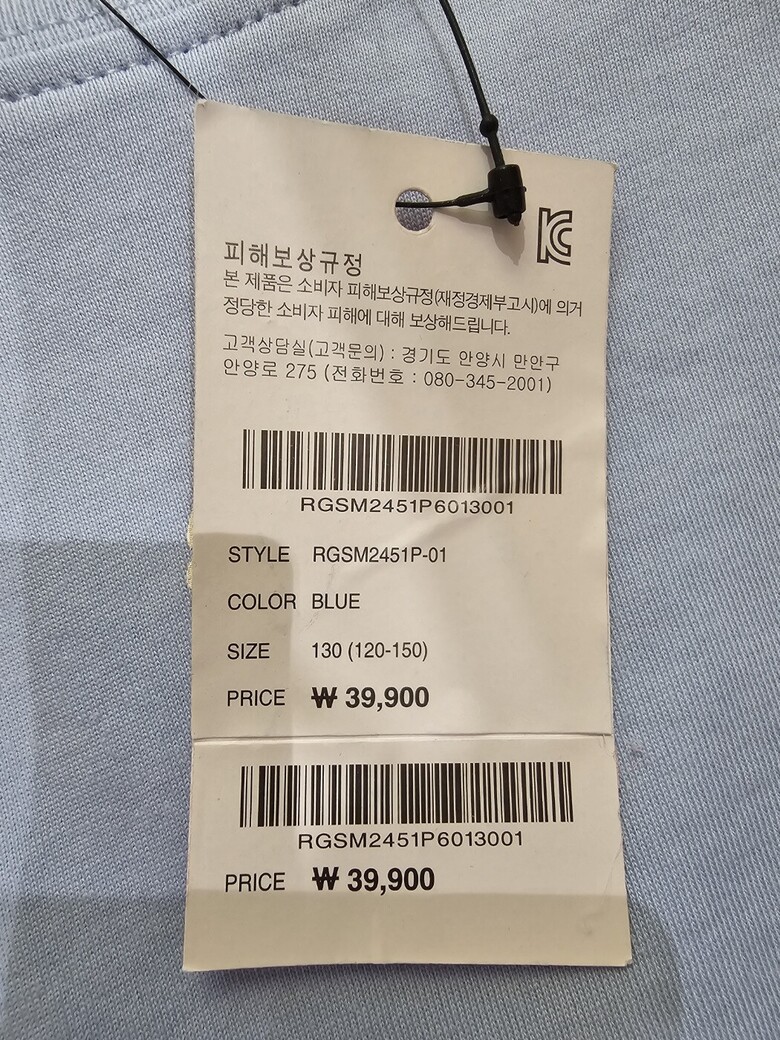 KC
피해보상규정
본 제품은 소비자 피해보상규정(재정경제부고시)에 의거
정당한 소비자 피해에 대해 보상해드립니다.
고객상담실(고객문의) : 경기도 안양시 만안구
안양로 275 (전화번호 : 080-345-2001)
RGSM2451P6013001
STYLE RGSM2451P-01
COLOR BLUE
SIZE 130 (120-150)
PRICE ₩ 39,900
RGSM2451P6013001
PRICE ₩ 39,900